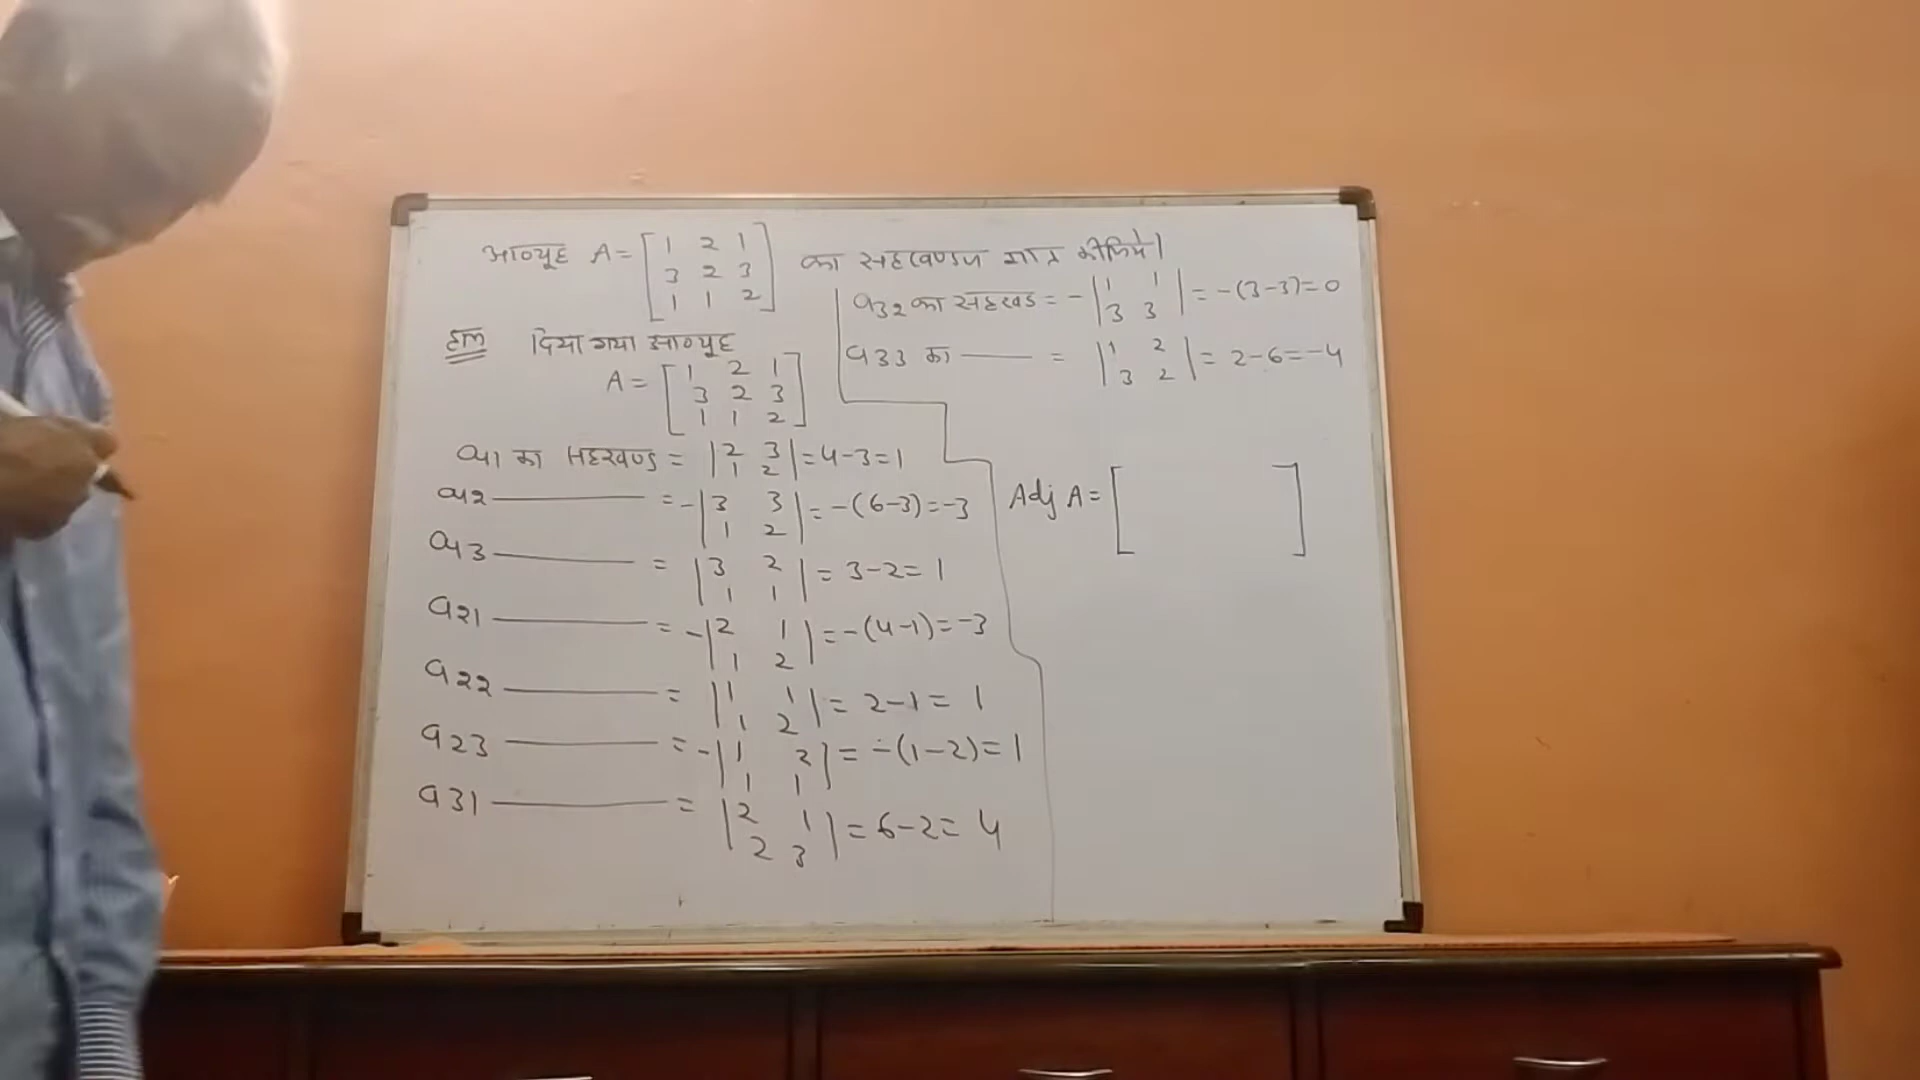 आव्यूह A = [1 2 1
3 2 3
1 1 2] का सहखण्डज ज्ञात कीजिये।
हल दिया गया आव्यूह
A = [1 2 1
3 2 3
1 1 2]
a11 का सहखण्ड = |2 3
1 2| = 4-3=1
a12 ——— = -|3 3
1 2| = -(6-3)=-3
a13 ——— = |3 2
1 1| = 3-2=1
a21 ——— = -|2 1
1 2| = -(4-1)=-3
a22 ——— = |1 1
1 2| = 2-1=1
a23 ——— = -|1 2
1 1| = -(1-2)=1
a31 ——— = |2 1
2 3| = 6-2=4
a32 का सहखंड = -|1 1
3 3| = -(3-3)=0
a33 का ——— = |1 2
3 2| = 2-6=-4
Adj A = [ ]